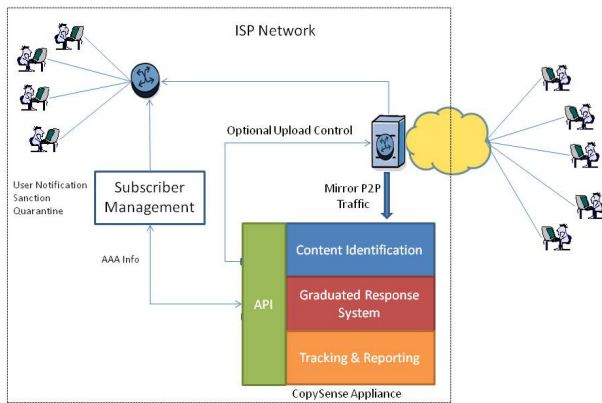 ISP Network
Optional Upload Control
Mirror P2P
Traffic
User Notification
Sanction
Quarantine
Subscriber
Management
AAA Info
API
Content Identification
Graduated Response
System
Tracking & Reporting
CopySense Appliance